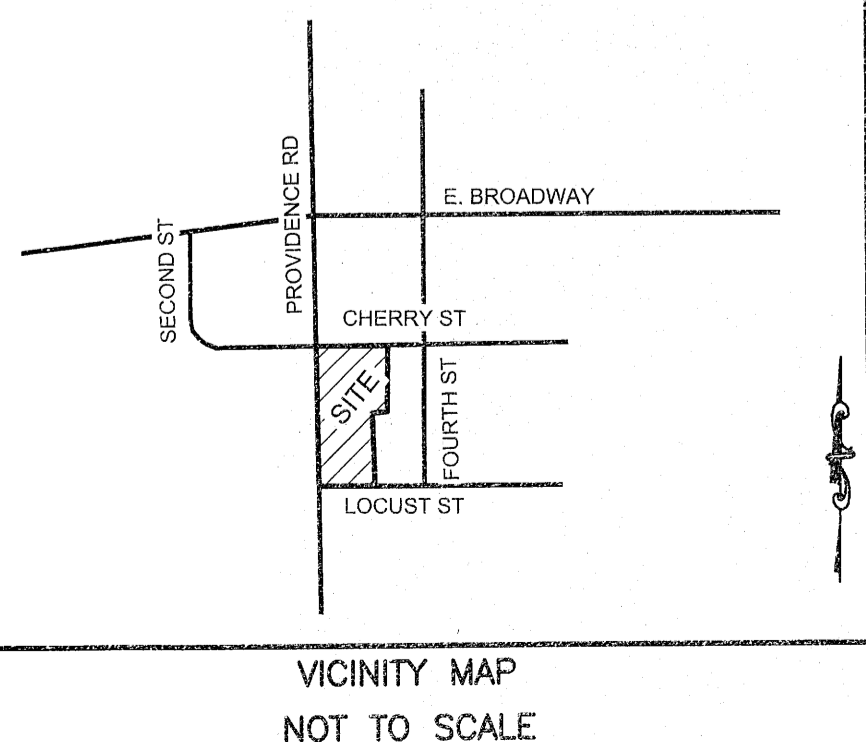 E. BROADWAY
PROVIDENCE RD
SECOND ST
CHERRY ST
SITE
FOURTH ST
LOCUST ST
VICINITY MAP
NOT TO SCALE